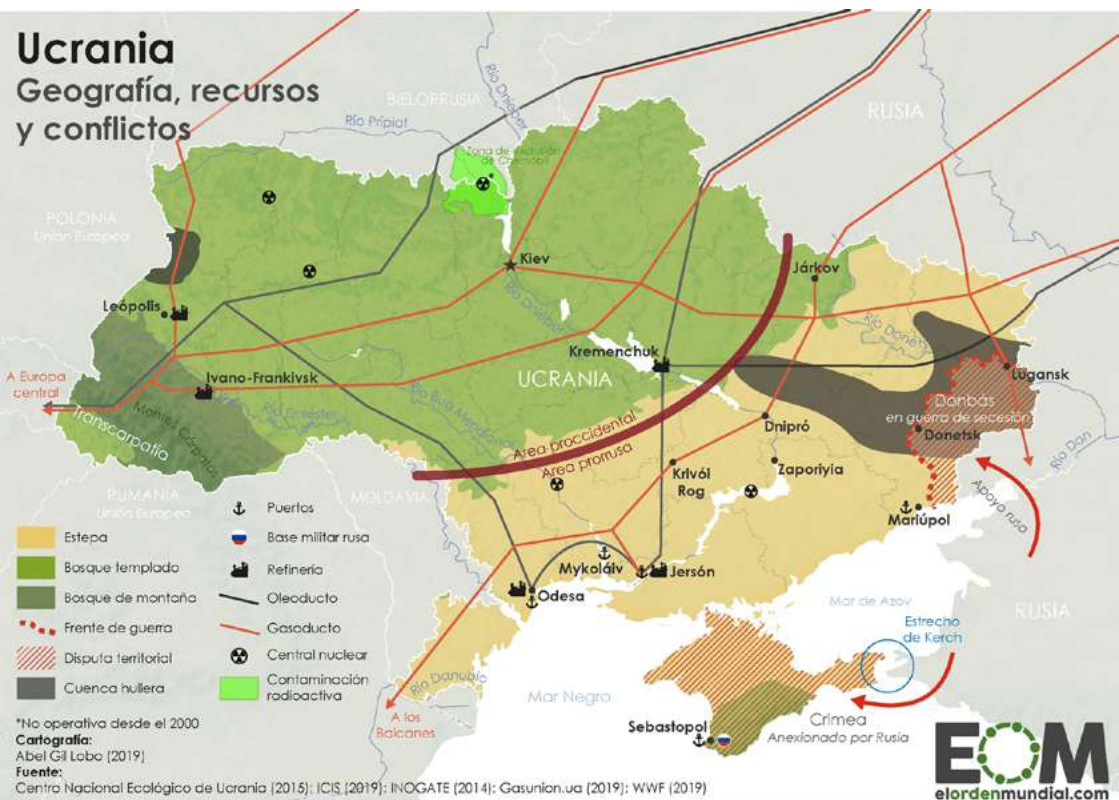 Ucrania
Geografía, recursos
y conflictos
BIELORRUSIA
Río Dniéper
Río Prípiat
RUSIA
Zona de exclusión
de Chernóbil
POLONIA
Unión Europea
Kiev
Járkov
Leópolis
Río Dniéper
Río Donéts
Kremenchuk
UCRANIA
Ivano-Frankivsk
Lugansk
A Europa
central
Transcarpatia
Montes Cárpatos
Río Dniéster
Río Bug Meridional
Donbás
en guerra de secesión
Donetsk
Dnipró
Río Don
Área proccidental
Área prorrusa
Krivói
Rog
Zaporiyia
RUMANÍA
Unión Europea
MOLDAVIA
Apoyo ruso
Mariúpol
Mykoláiv
Jersón
Odesa
Mar de Azov
RUSIA
Estrecho
de Kerch
Río Danubio
Mar Negro
A los
Balcanes
Sebastopol
Crimea
Anexionado por Rusia
Estepa
Bosque templado
Bosque de montaña
Frente de guerra
Disputa territorial
Cuenca hullera
Puertos
Base militar rusa
Refinería
Oleoducto
Gasoducto
Central nuclear
Contaminación
radioactiva
*No operativa desde el 2000
Cartografía:
Abel Gil Lobo (2019)
Fuente:
Centro Nacional Ecológico de Ucrania (2015); ICIS (2019); INOGATE (2014); Gasunion.ua (2019); WWF (2019)
EOM
elordenmundial.com